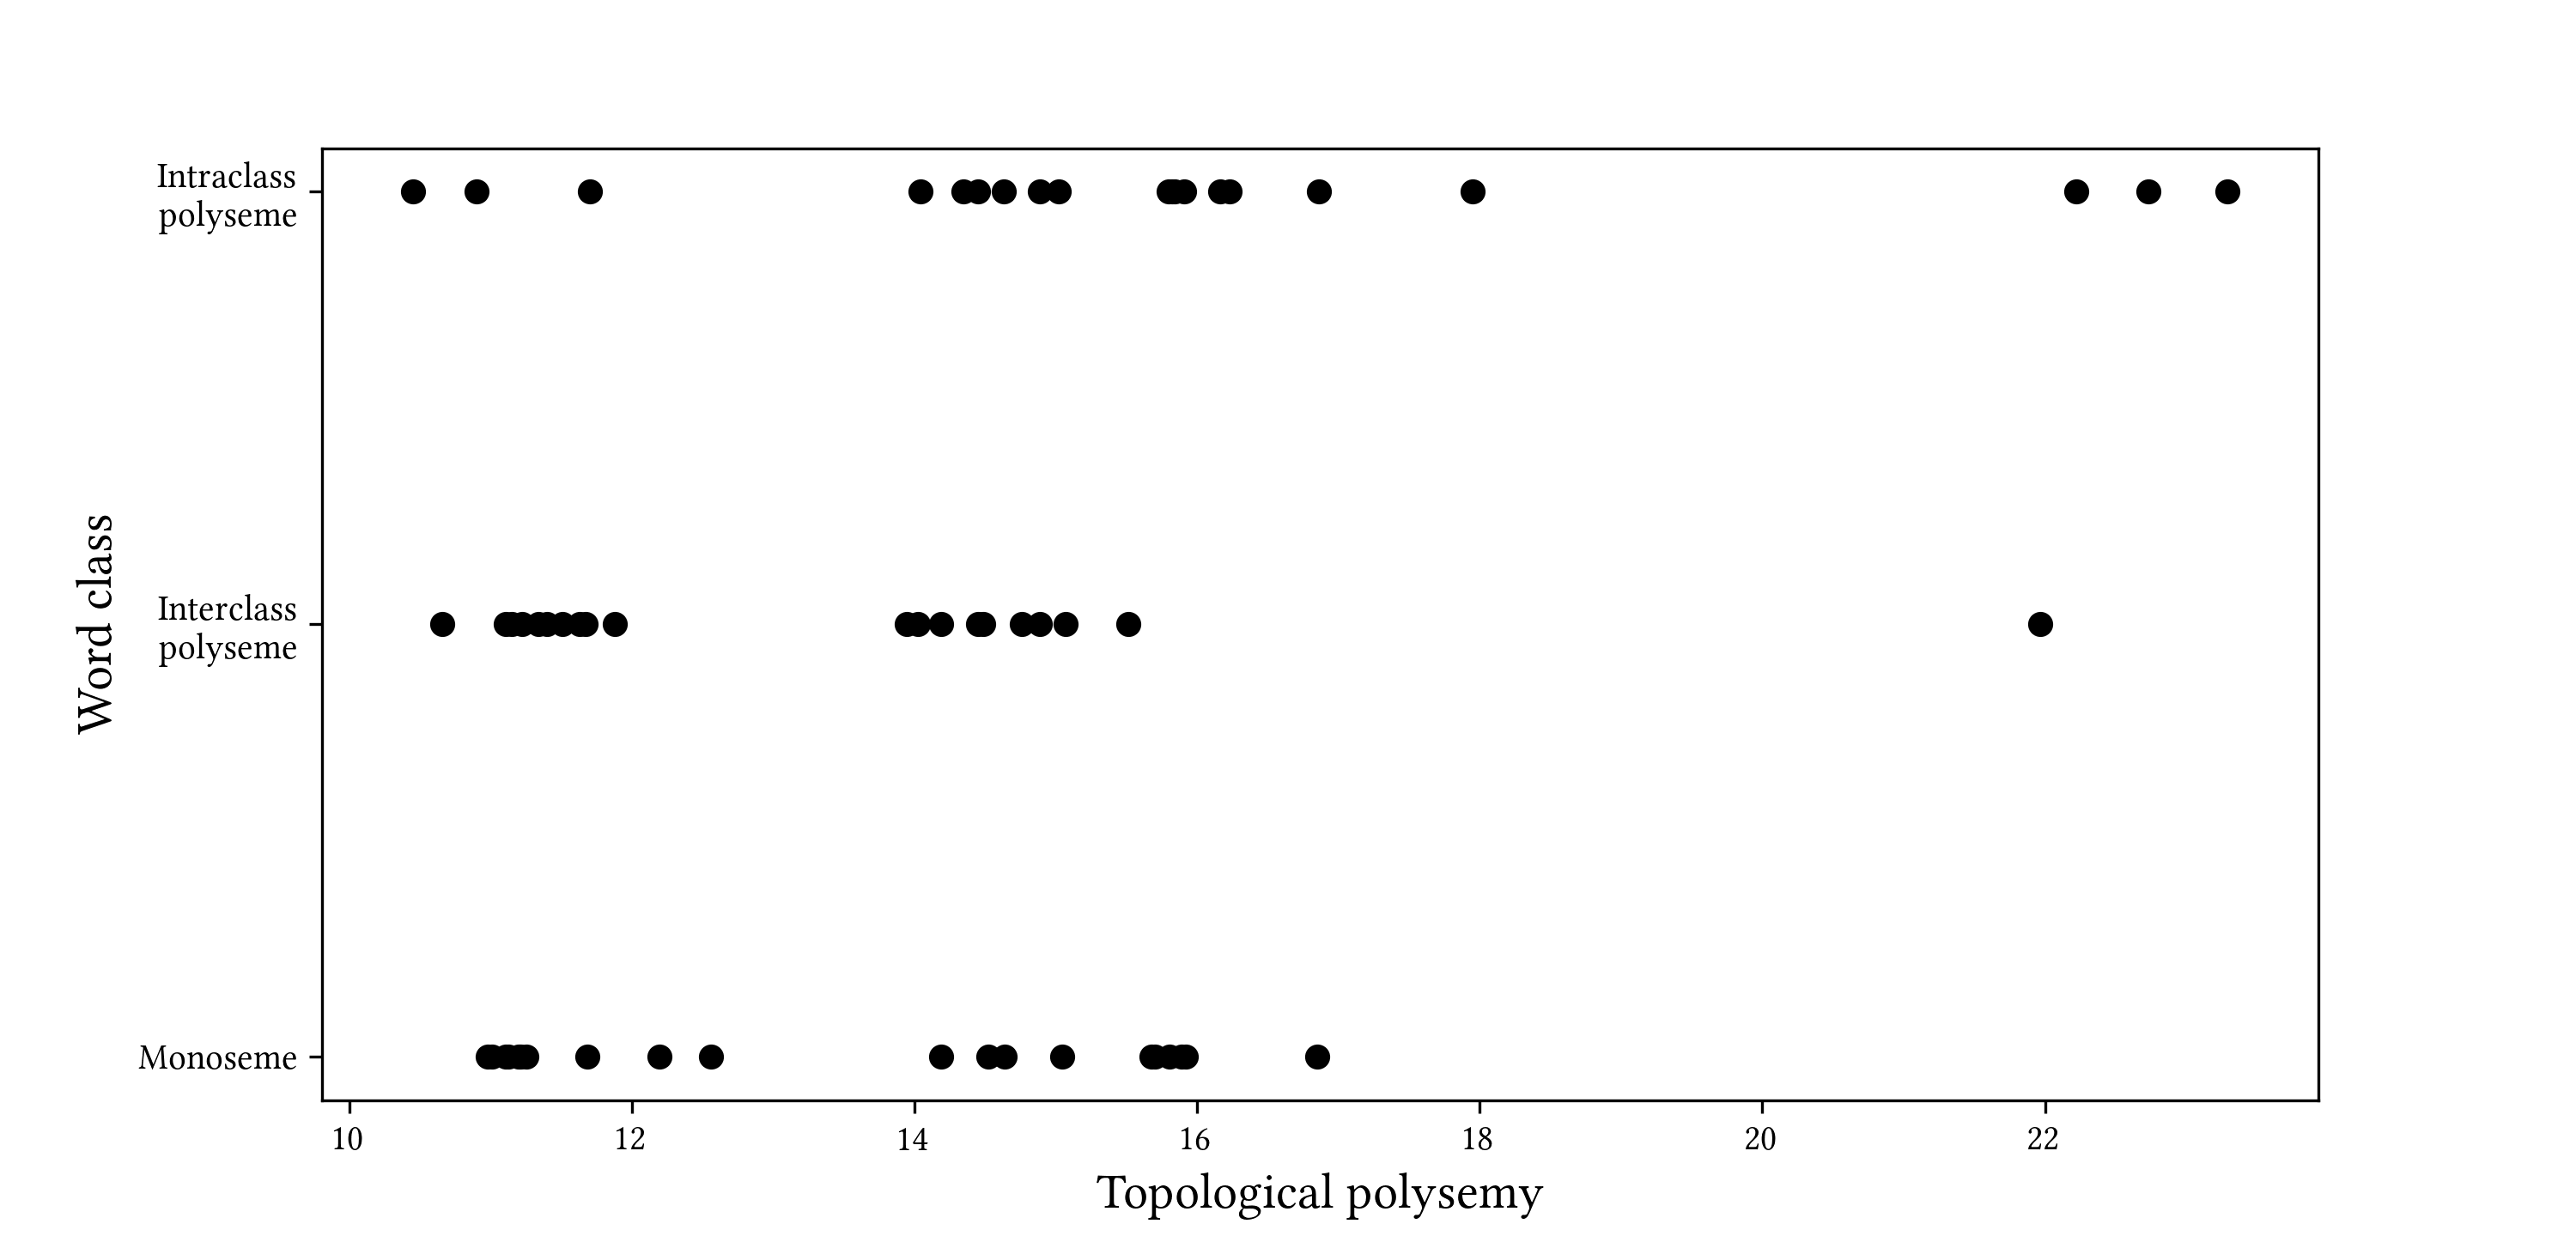 Intraclass
polyseme
Word class
Interclass
polyseme
Monoseme
10 12 14 16 18 20 22
Topological polysemy